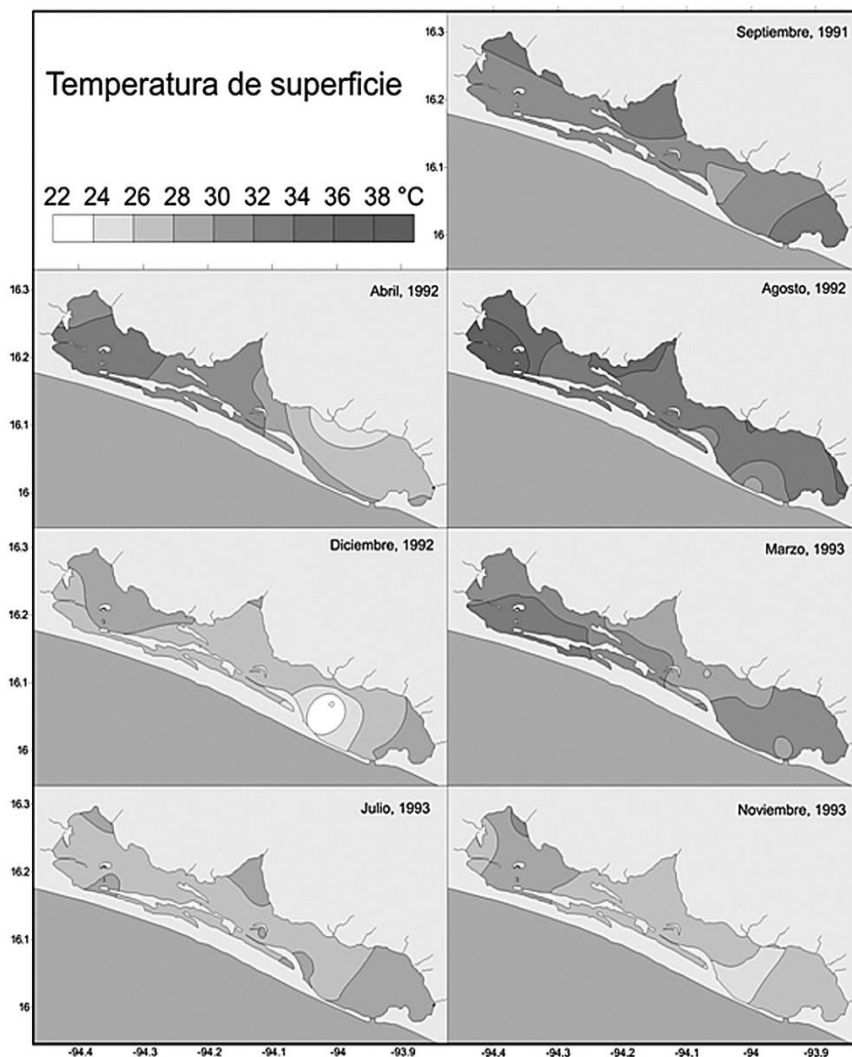 Temperatura de superficie
22 24 26 28 30 32 34 36 38 °C
16.3
16.2
16.1
16
Septiembre, 1991
16.3
16.2
16.1
16
Abril, 1992
Agosto, 1992
16.3
16.2
16.1
16
Diciembre, 1992
Marzo, 1993
16.3
16.2
16.1
16
Julio, 1993
Noviembre, 1993
-94.4 -94.3 -94.2 -94.1 -94 -93.9 -94.4 -94.3 -94.2 -94.1 -94 -93.9